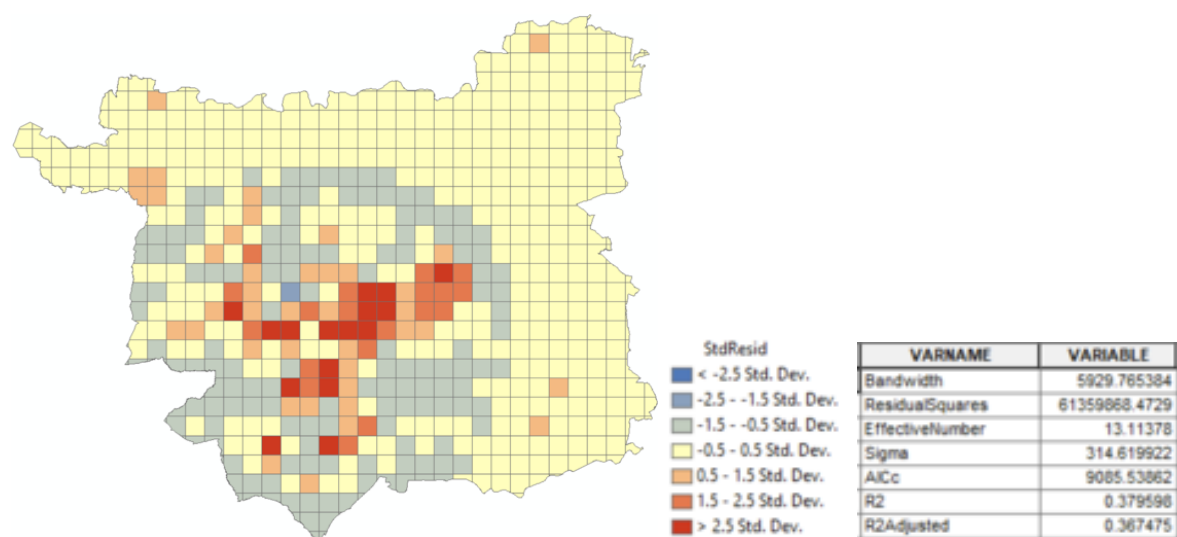 StdResid
< -2.5 Std. Dev.
-2.5 - -1.5 Std. Dev.
-1.5 - -0.5 Std. Dev.
-0.5 - 0.5 Std. Dev.
0.5 - 1.5 Std. Dev.
1.5 - 2.5 Std. Dev.
> 2.5 Std. Dev.
VARNAME VARIABLE
Bandwidth 5929.765384
ResidualSquares 61359868.4729
EffectiveNumber 13.11378
Sigma 314.619922
AICc 9085.53862
R2 0.379598
R2Adjusted 0.367475